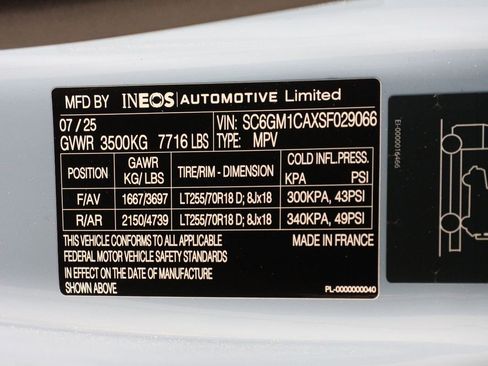 MFD BY INEOS AUTOMOTIVE Limited
07 / 25 VIN: SC6GM1CAXSF029066
GVWR 3500KG 7716 LBS TYPE: MPV
POSITION GAWR KG/LBS TIRE/RIM - DIMENSION COLD INFL.PRESS. KPA PSI
F/AV 1667/3697 LT255/70R18 D; 8Jx18 300KPA, 43PSI
R/AR 2150/4739 LT255/70R18 D; 8Jx18 340KPA, 49PSI
THIS VEHICLE CONFORMS TO ALL APPLICABLE MADE IN FRANCE
FEDERAL MOTOR VEHICLE SAFETY STANDARDS
IN EFFECT ON THE DATE OF MANUFACTURE
SHOWN ABOVE PL-0000000040
EI-0000016466